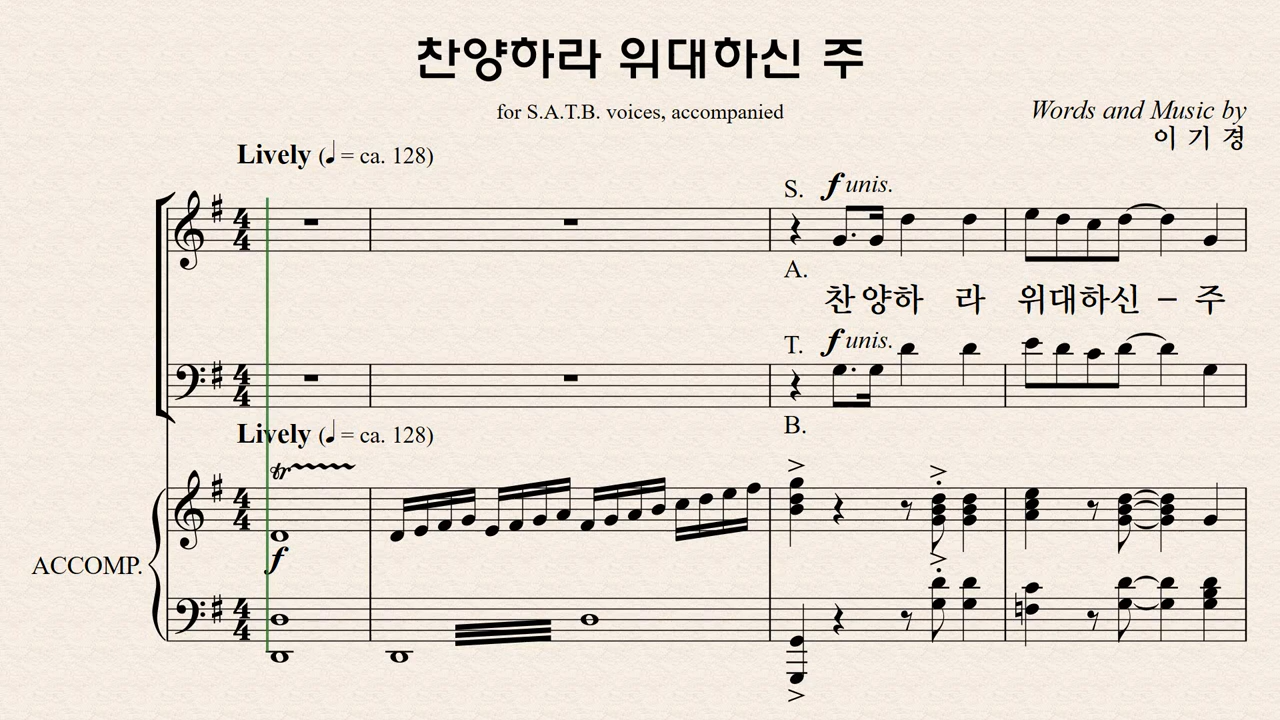 찬양하라 위대하신 주
for S.A.T.B. voices, accompanied
Words and Music by
이 기 경
Lively (♩ = ca. 128)
S. f unis.
A.
찬 양하 라 위대하신 – 주
T. f unis.
B.
Lively (♩ = ca. 128)
tr
f
ACCOMP.